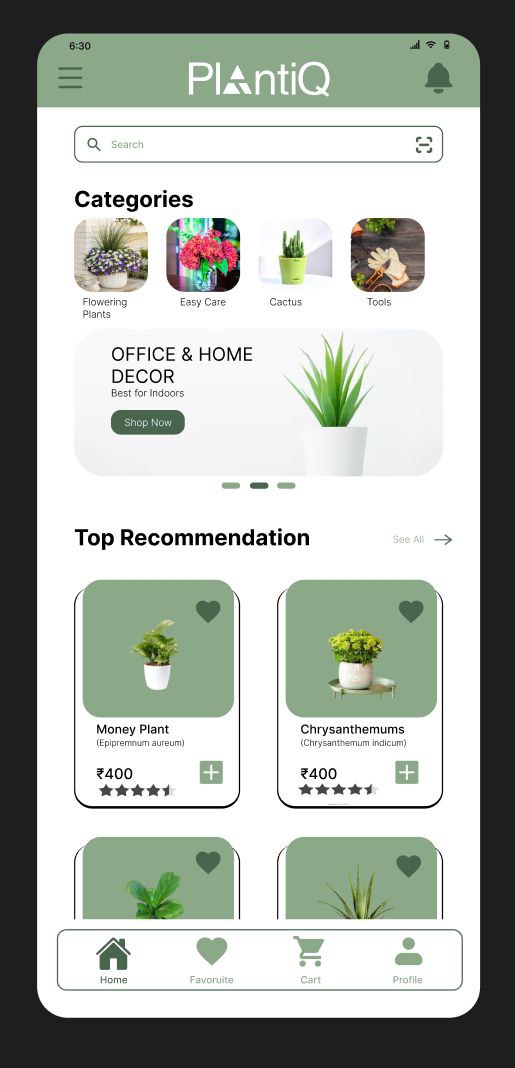 6:30
PlantiQ
Search
Categories
Flowering
Plants
Easy Care
Cactus
Tools
OFFICE & HOME
DECOR
Best for Indoors
Shop Now
Top Recommendation
See All
Money Plant
(Epipremnum aureum)
₹400
Chrysanthemums
(Chrysanthemum indicum)
₹400
Home
Favoruite
Cart
Profile